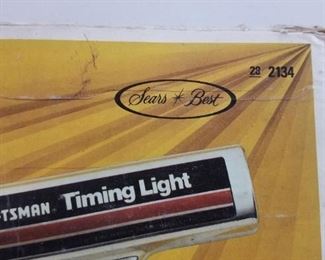 28 2134
Sears Best
TSMAN Timing Light